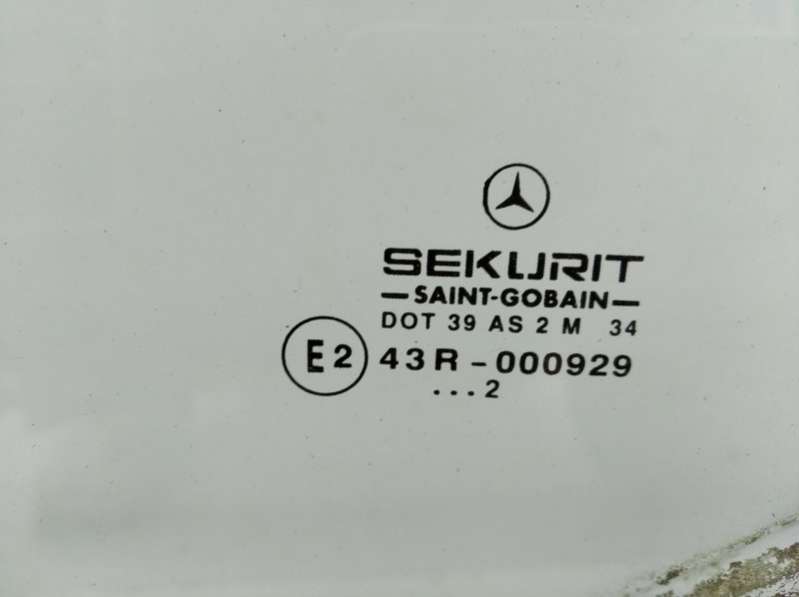 SEKURIT
SAINT-GOBAIN
DOT 39 AS 2 M 34
E2 43R-000929
...2